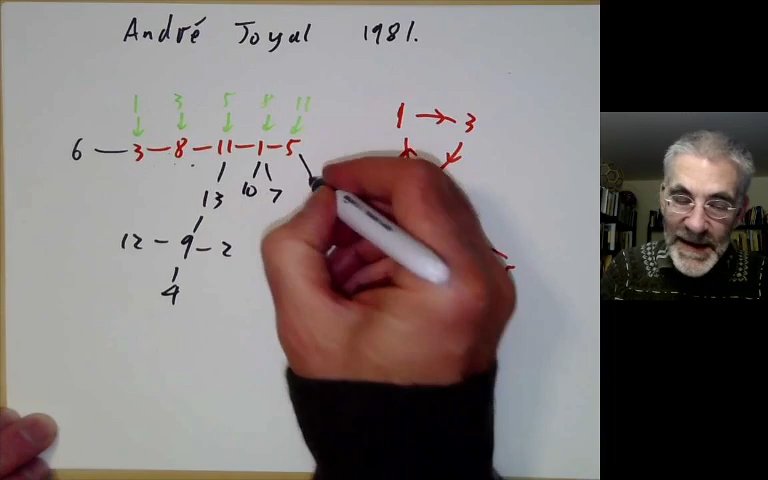 André Joyal 1981.
1 3 5 8 11
6 — 3 — 8 — 11 — 1 — 5
1 → 3
13 10 7
12 — 9 — 2
4